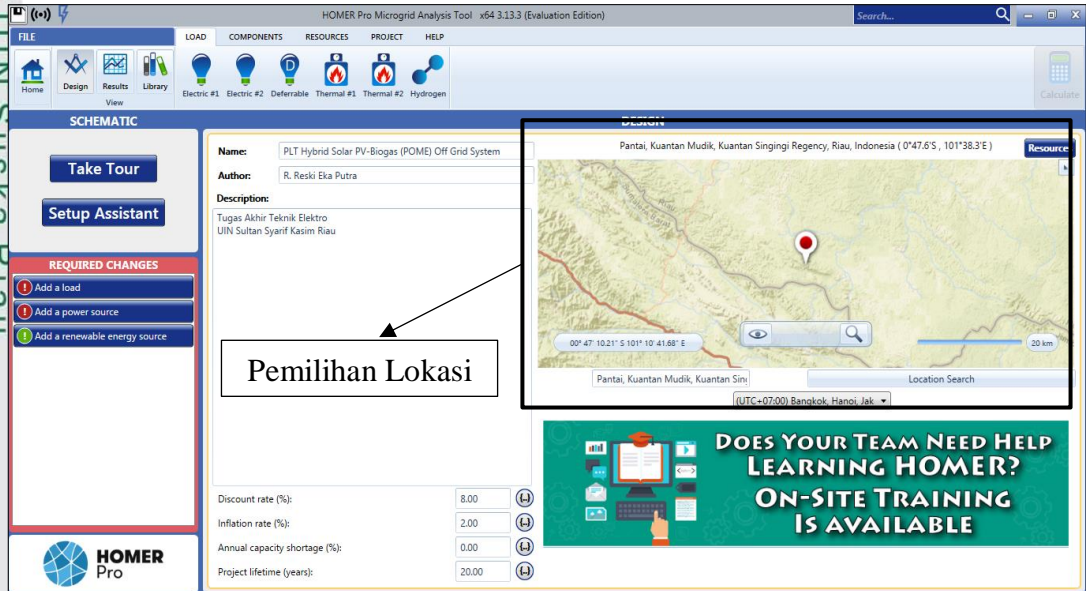 HOMER Pro Microgrid Analysis Tool x64 3.13.3 (Evaluation Edition)
Search...
FILE
LOAD COMPONENTS RESOURCES PROJECT HELP
Home
Design
Results
Library
View
Electric #1
Electric #2
Deferrable
Thermal #1
Thermal #2
Hydrogen
Calculate
SCHEMATIC
DESIGN
Take Tour
Setup Assistant
REQUIRED CHANGES
Add a load
Add a power source
Add a renewable energy source
HOMER
Pro
Name: PLT Hybrid Solar PV-Biogas (POME) Off Grid System
Author: R. Reski Eka Putra
Description:
Tugas Akhir Teknik Elektro
UIN Sultan Syarif Kasim Riau
Pemilihan Lokasi
Discount rate (%): 8.00
Inflation rate (%): 2.00
Annual capacity shortage (%): 0.00
Project lifetime (years): 20.00
Pantai, Kuantan Mudik, Kuantan Singingi Regency, Riau, Indonesia ( 0°47.6'S , 101°38.3'E )
Resources
00° 47' 10.21" S 101° 10' 41.68" E
20 km
Pantai, Kuantan Mudik, Kuantan Sin
Location Search
(UTC+07:00) Bangkok, Hanoi, Jak
DOES YOUR TEAM NEED HELP
LEARNING HOMER?
ON-SITE TRAINING
IS AVAILABLE